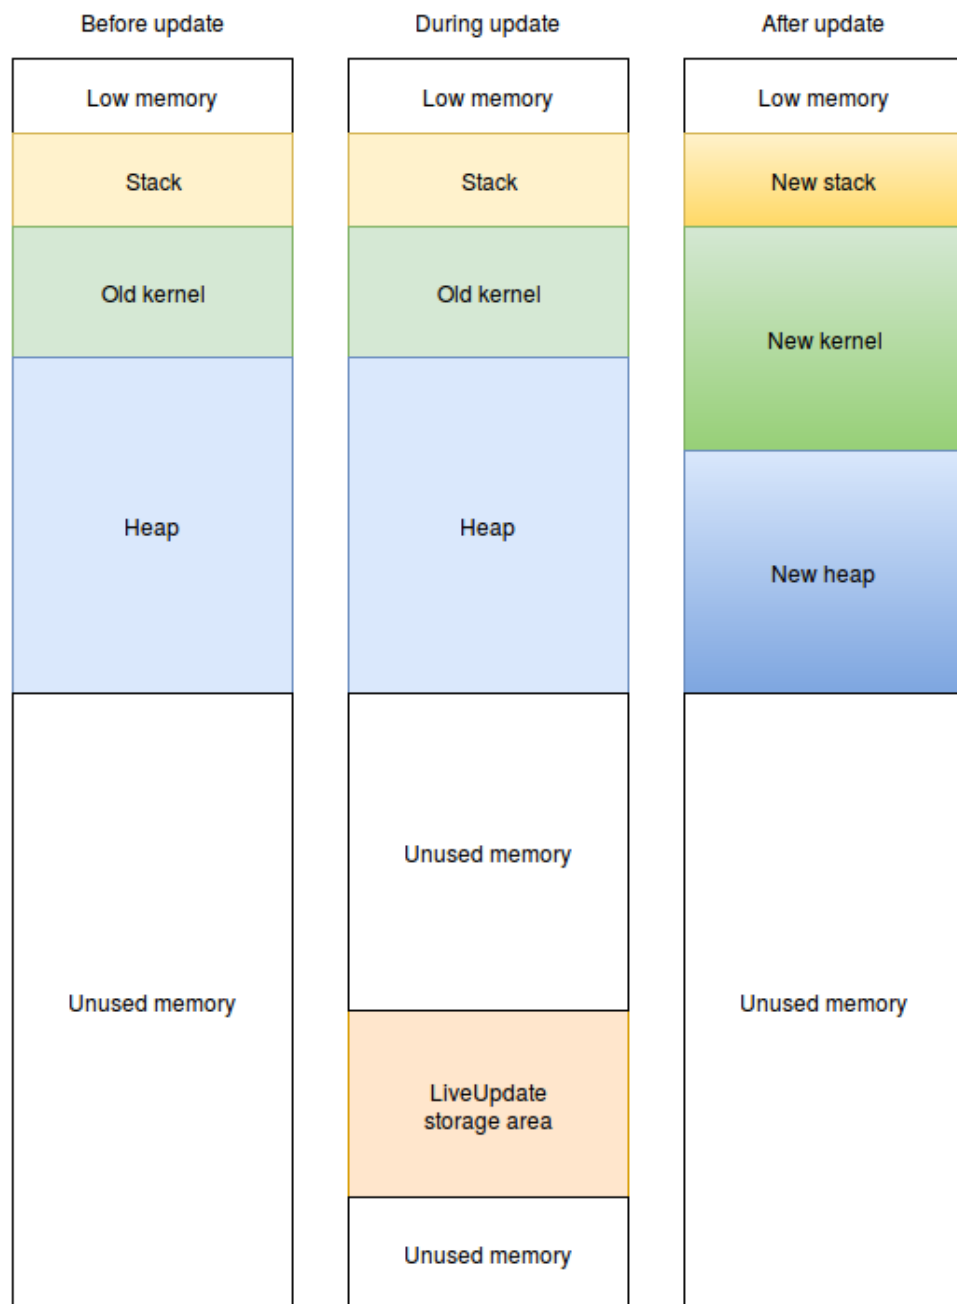 Before update
Low memory
Stack
Old kernel
Heap
Unused memory
During update
Low memory
Stack
Old kernel
Heap
Unused memory
LiveUpdate
storage area
Unused memory
After update
Low memory
New stack
New kernel
New heap
Unused memory